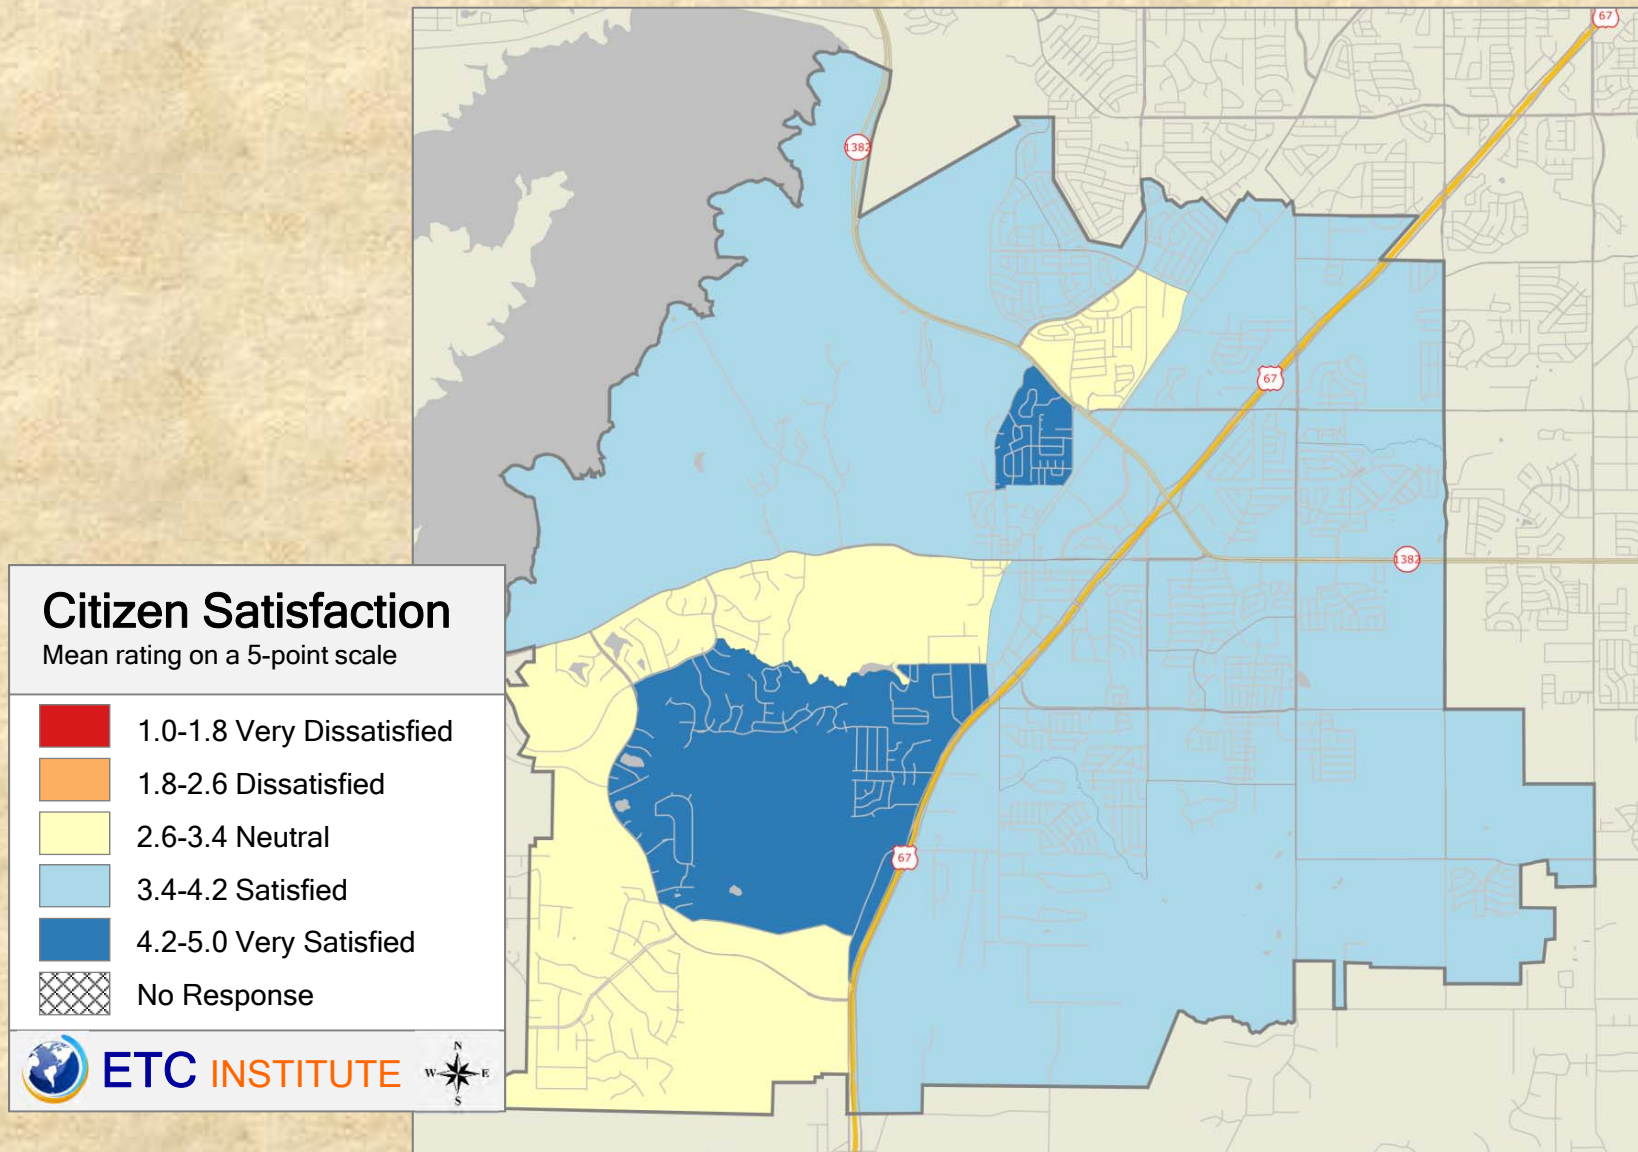 67
1382
67
1382
67
Citizen Satisfaction
Mean rating on a 5-point scale
1.0-1.8 Very Dissatisfied
1.8-2.6 Dissatisfied
2.6-3.4 Neutral
3.4-4.2 Satisfied
4.2-5.0 Very Satisfied
No Response
ETC INSTITUTE
N
W E
S